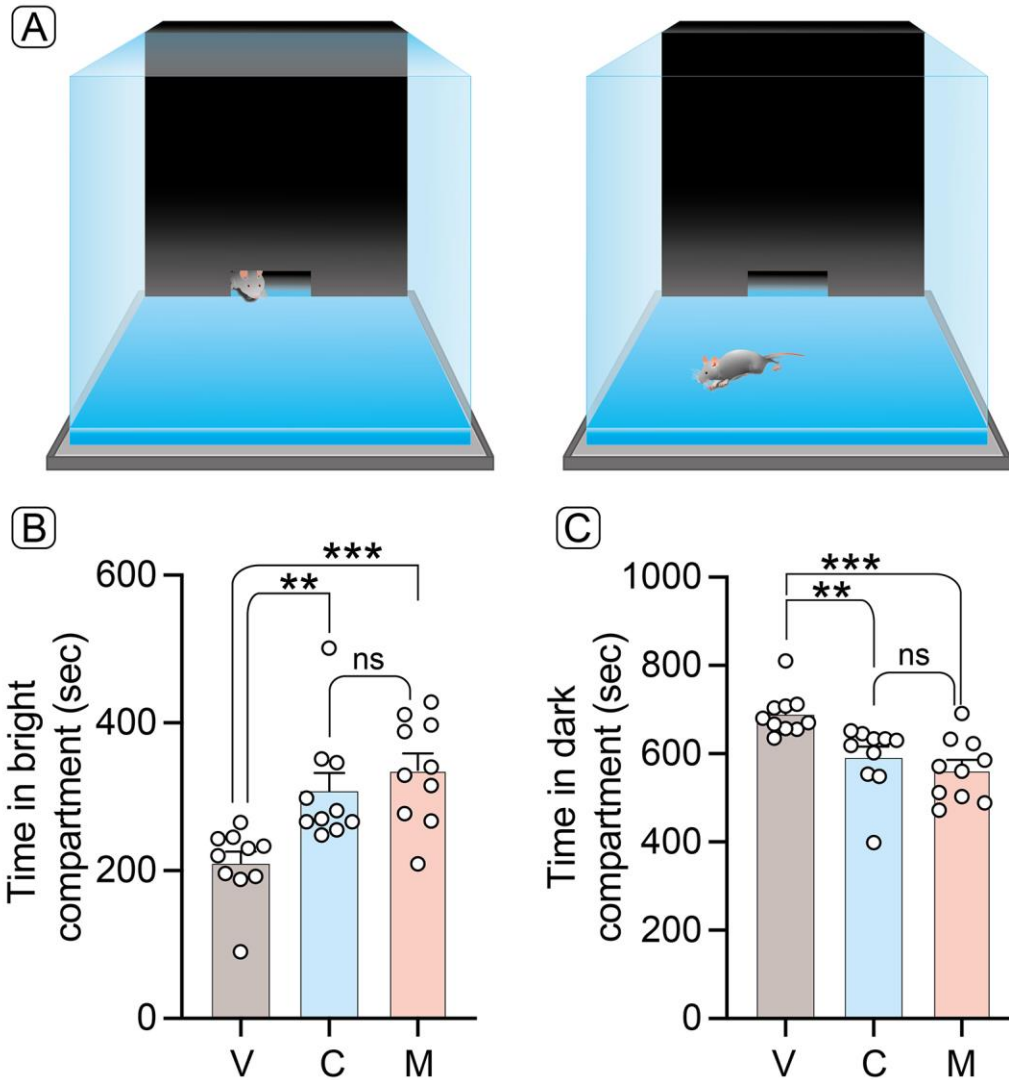 A
B
Time in bright
compartment (sec)
600
400
200
0
**
***
ns
V C M
C
Time in dark
compartment (sec)
1000
800
600
400
200
0
***
**
ns
V C M